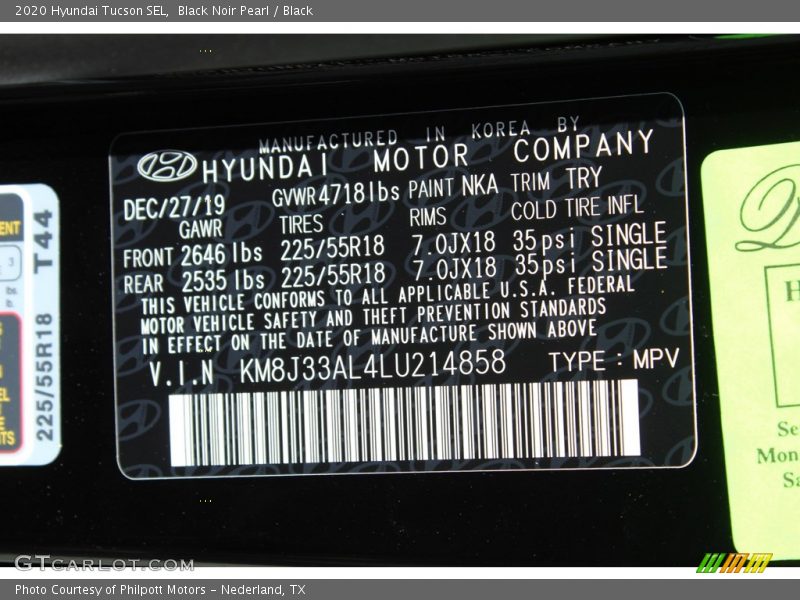 2020 Hyundai Tucson SEL, Black Noir Pearl / Black
MANUFACTURED IN KOREA BY
HYUNDAI MOTOR COMPANY
DEC/27/19 GVWR4718lbs PAINT NKA TRIM TRY
GAWR TIRES RIMS COLD TIRE INFL
FRONT 2646 lbs 225/55R18 7.0JX18 35psi SINGLE
REAR 2535 lbs 225/55R18 7.0JX18 35psi SINGLE
THIS VEHICLE CONFORMS TO ALL APPLICABLE U.S.A. FEDERAL
MOTOR VEHICLE SAFETY AND THEFT PREVENTION STANDARDS
IN EFFECT ON THE DATE OF MANUFACTURE SHOWN ABOVE
V.I.N KM8J33AL4LU214858 TYPE : MPV
225/55R18 T44
GTCARLOT.COM
Photo Courtesy of Philpott Motors - Nederland, TX